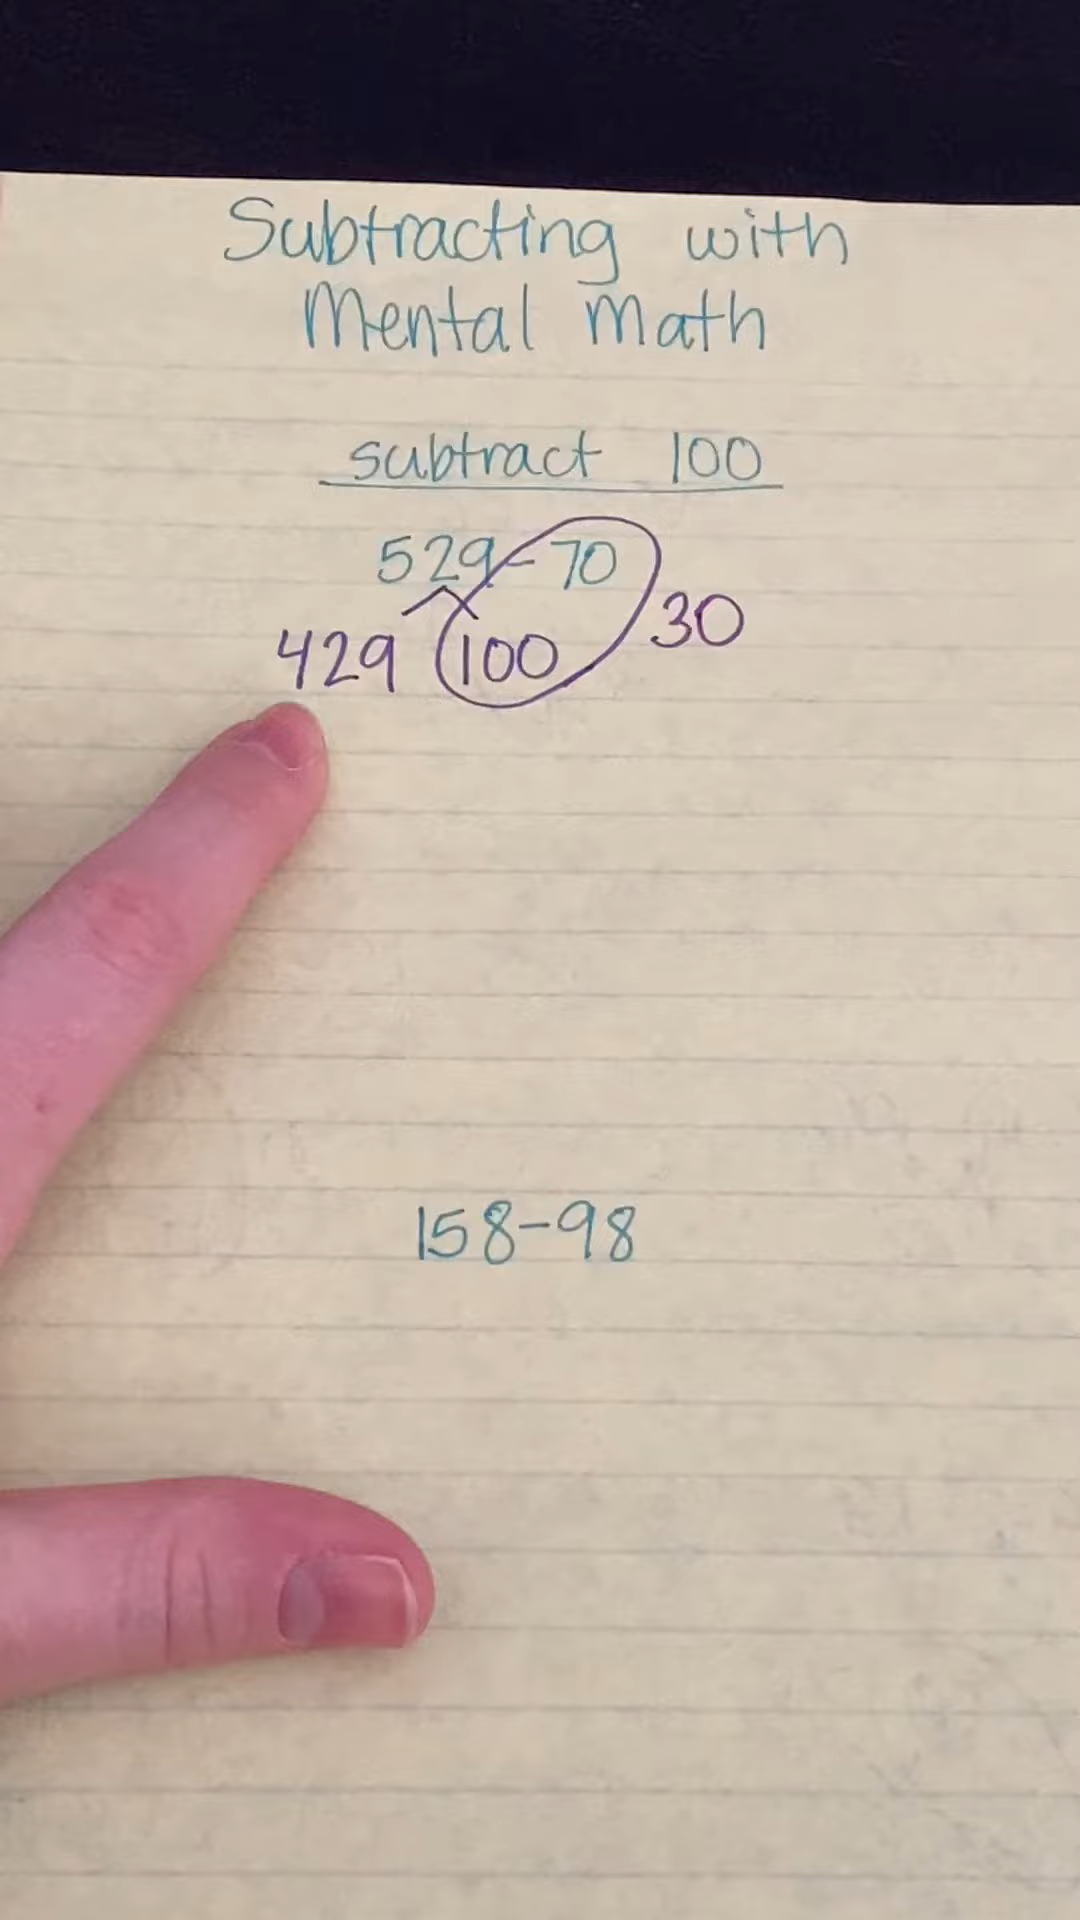 Subtracting with
Mental Math
subtract 100
529-70
30
429 100
158-98